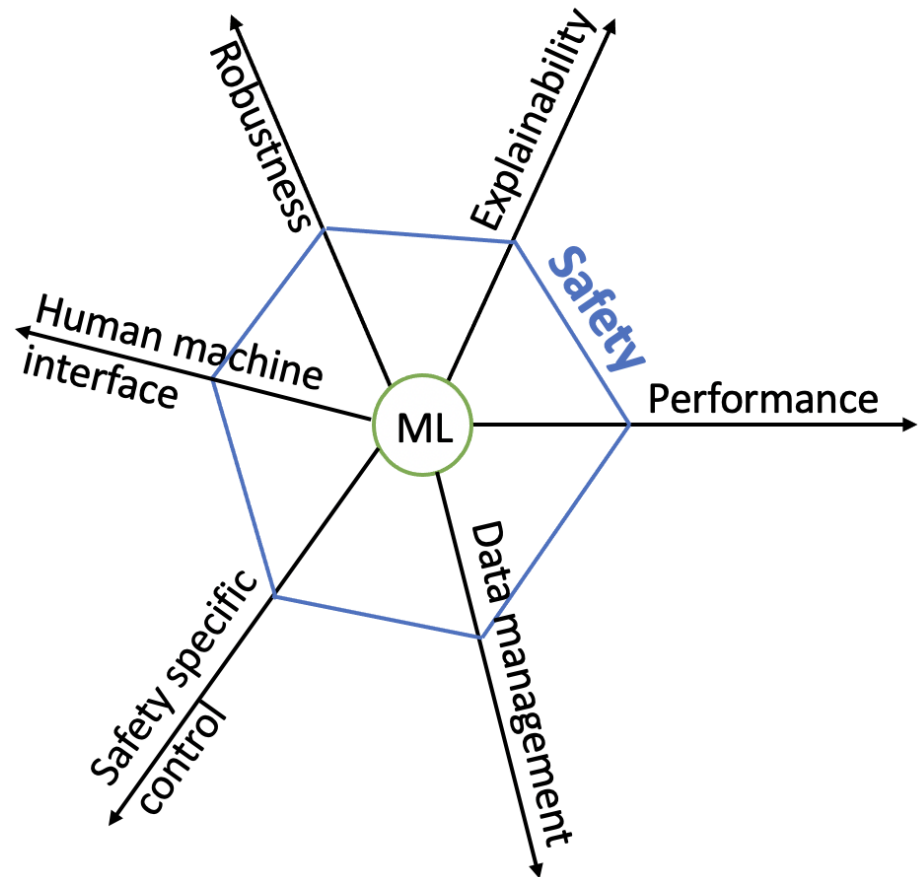 Robustness
Explainability
Safety
Human machine
interface
ML
Performance
Data management
Safety specific
control